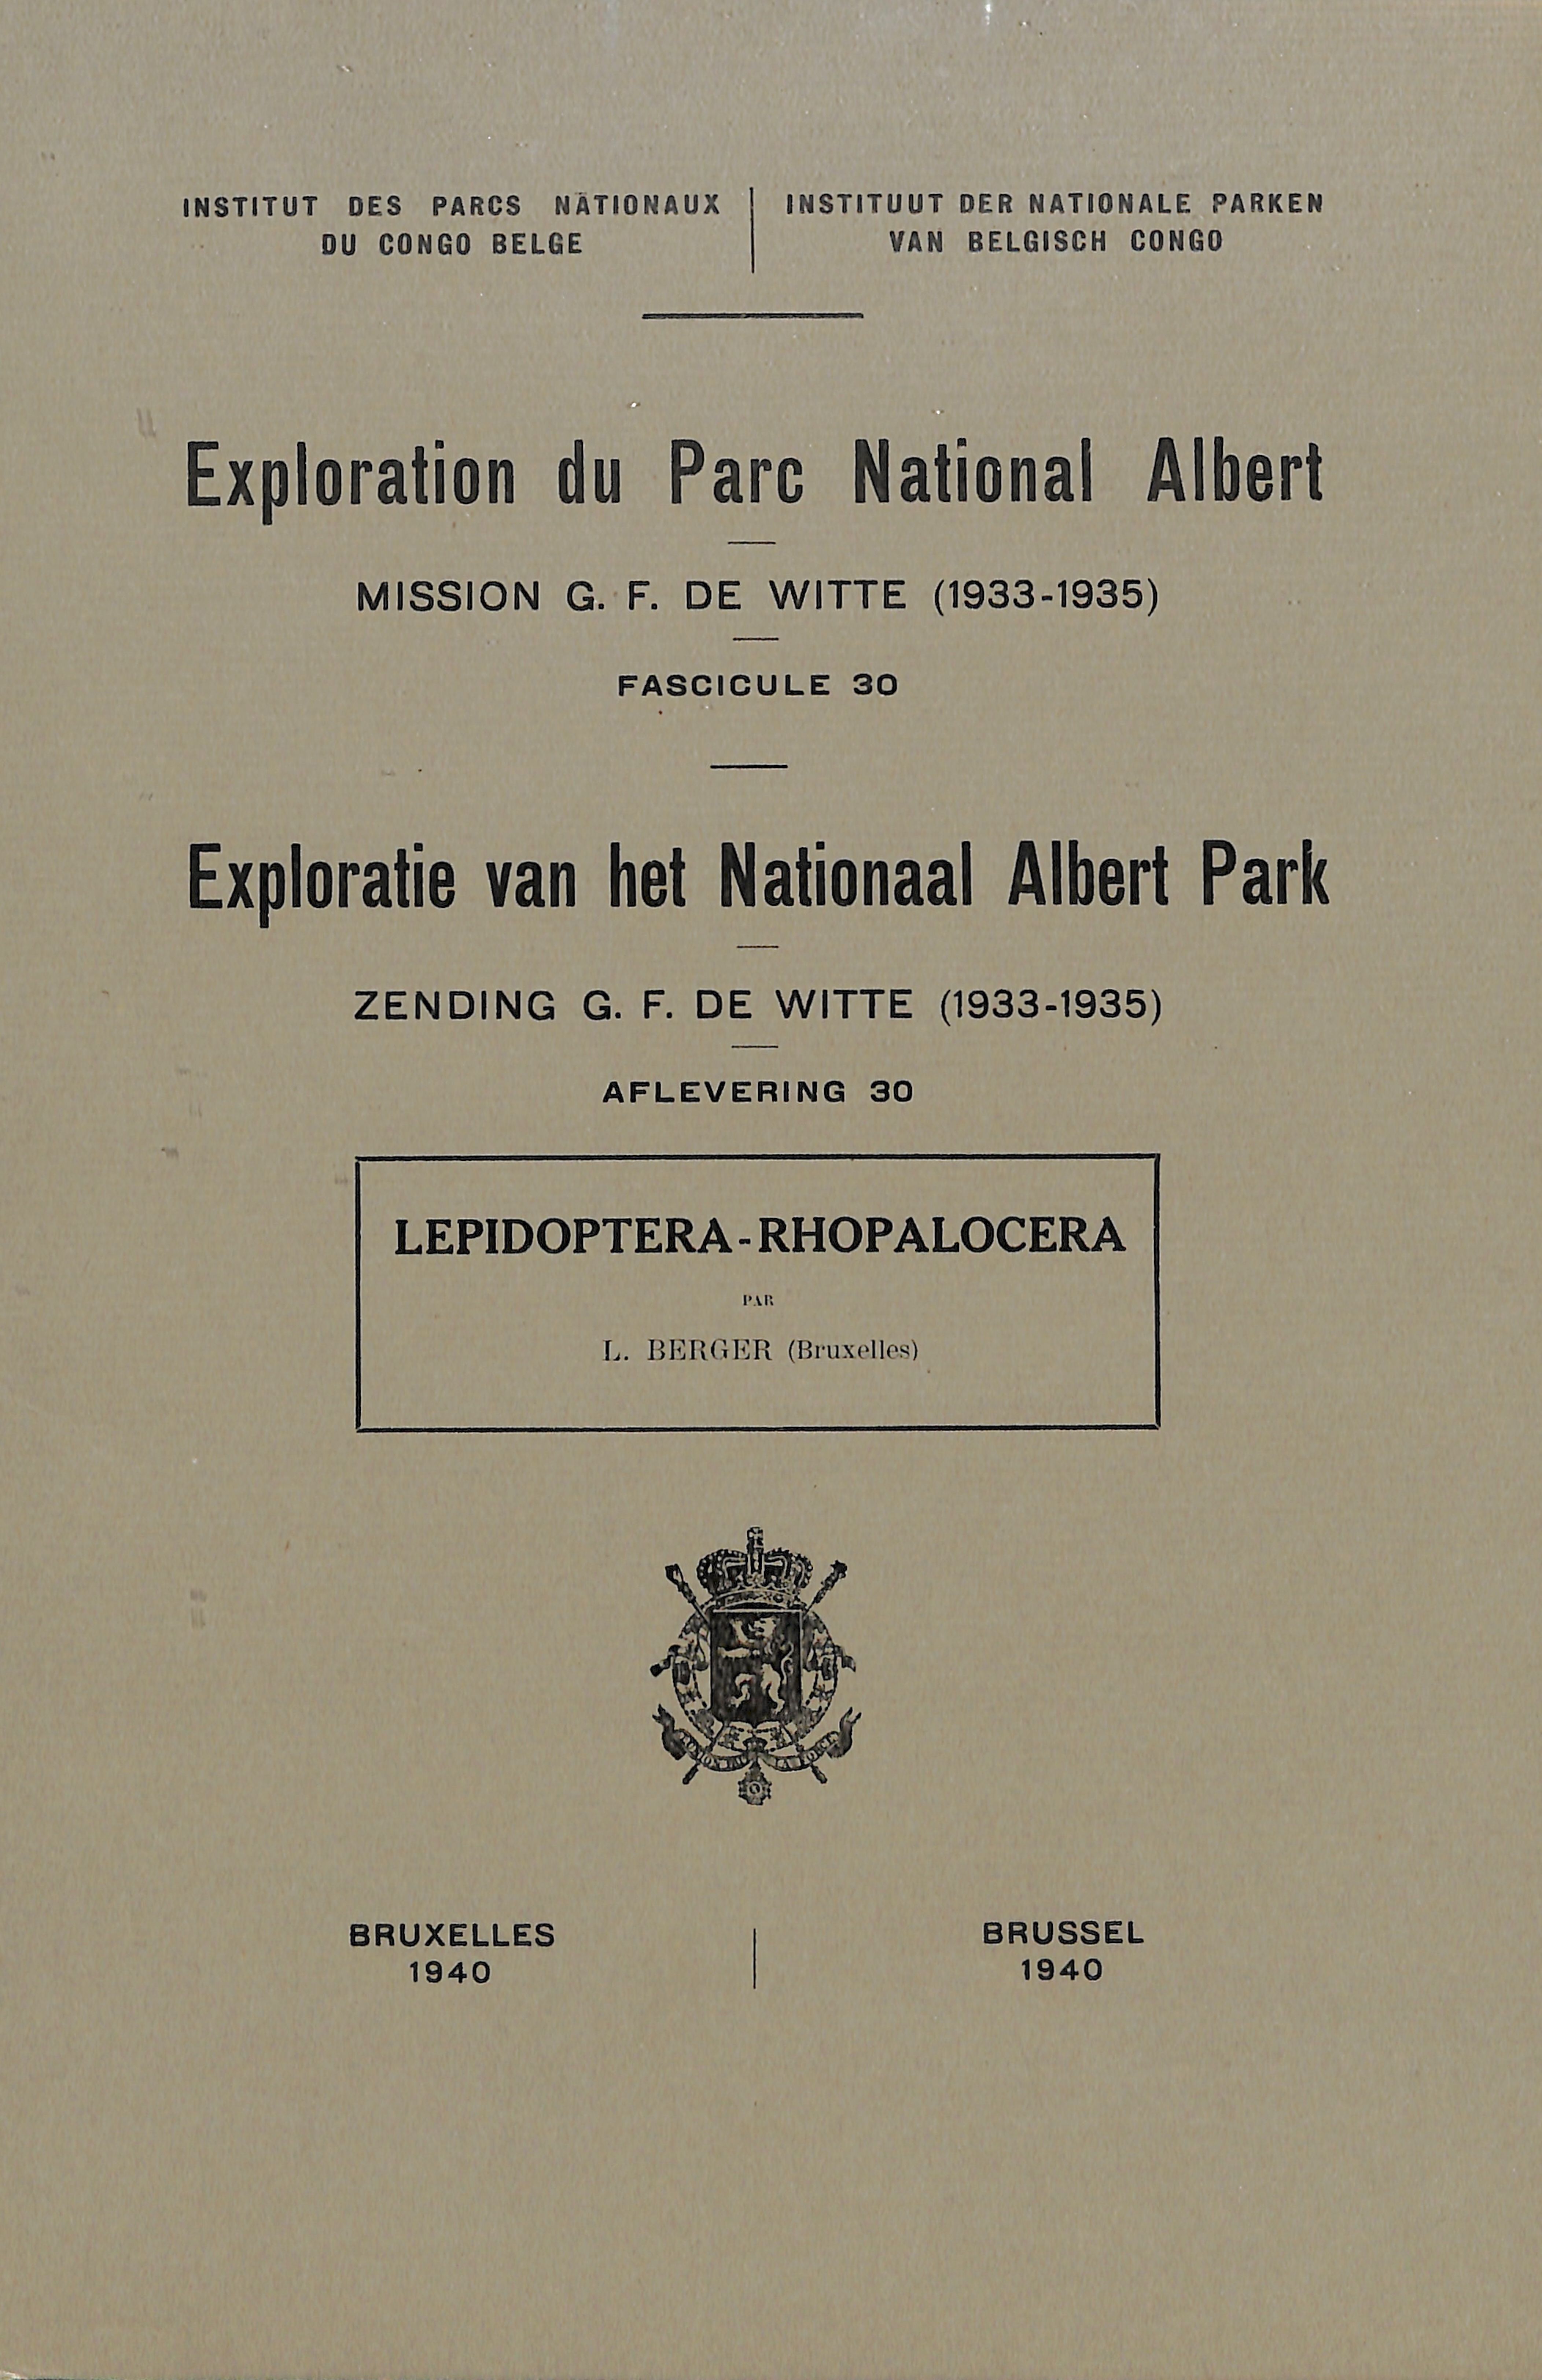 INSTITUT DES PARCS NATIONAUX
DU CONGO BELGE
INSTITUUT DER NATIONALE PARKEN
VAN BELGISCH CONGO
Exploration du Parc National Albert
MISSION G. F. DE WITTE (1933-1935)
FASCICULE 30
Exploratie van het Nationaal Albert Park
ZENDING G. F. DE WITTE (1933-1935)
AFLEVERING 30
LEPIDOPTERA-RHOPALOCERA
PAR
L. BERGER (Bruxelles)
BRUXELLES
1940
BRUSSEL
1940